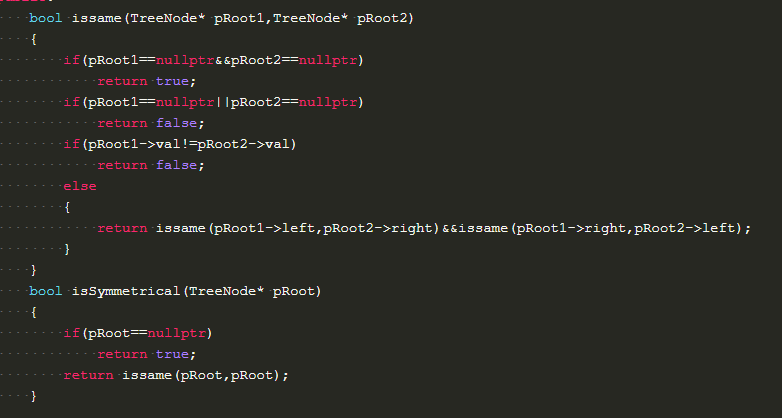 bool issame(TreeNode* pRoot1,TreeNode* pRoot2)
{
if(pRoot1==nullptr&&pRoot2==nullptr)
return true;
if(pRoot1==nullptr||pRoot2==nullptr)
return false;
if(pRoot1->val!=pRoot2->val)
return false;
else
{
return issame(pRoot1->left,pRoot2->right)&&issame(pRoot1->right,pRoot2->left);
}
}
bool isSymmetrical(TreeNode* pRoot)
{
if(pRoot==nullptr)
return true;
return issame(pRoot,pRoot);
}